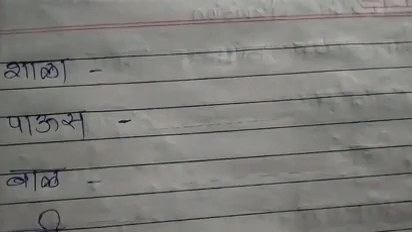 शाळा -
पाऊस -
बाळ -